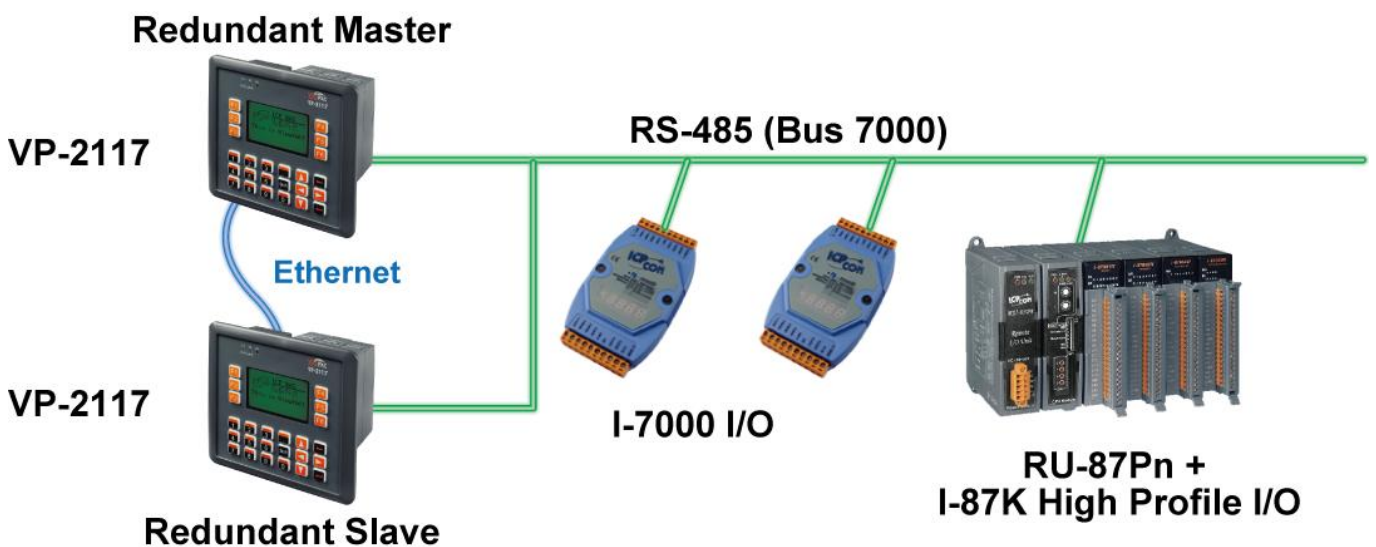 Redundant Master
VP-2117
RS-485 (Bus 7000)
Ethernet
VP-2117
I-7000 I/O
RU-87Pn +
I-87K High Profile I/O
Redundant Slave